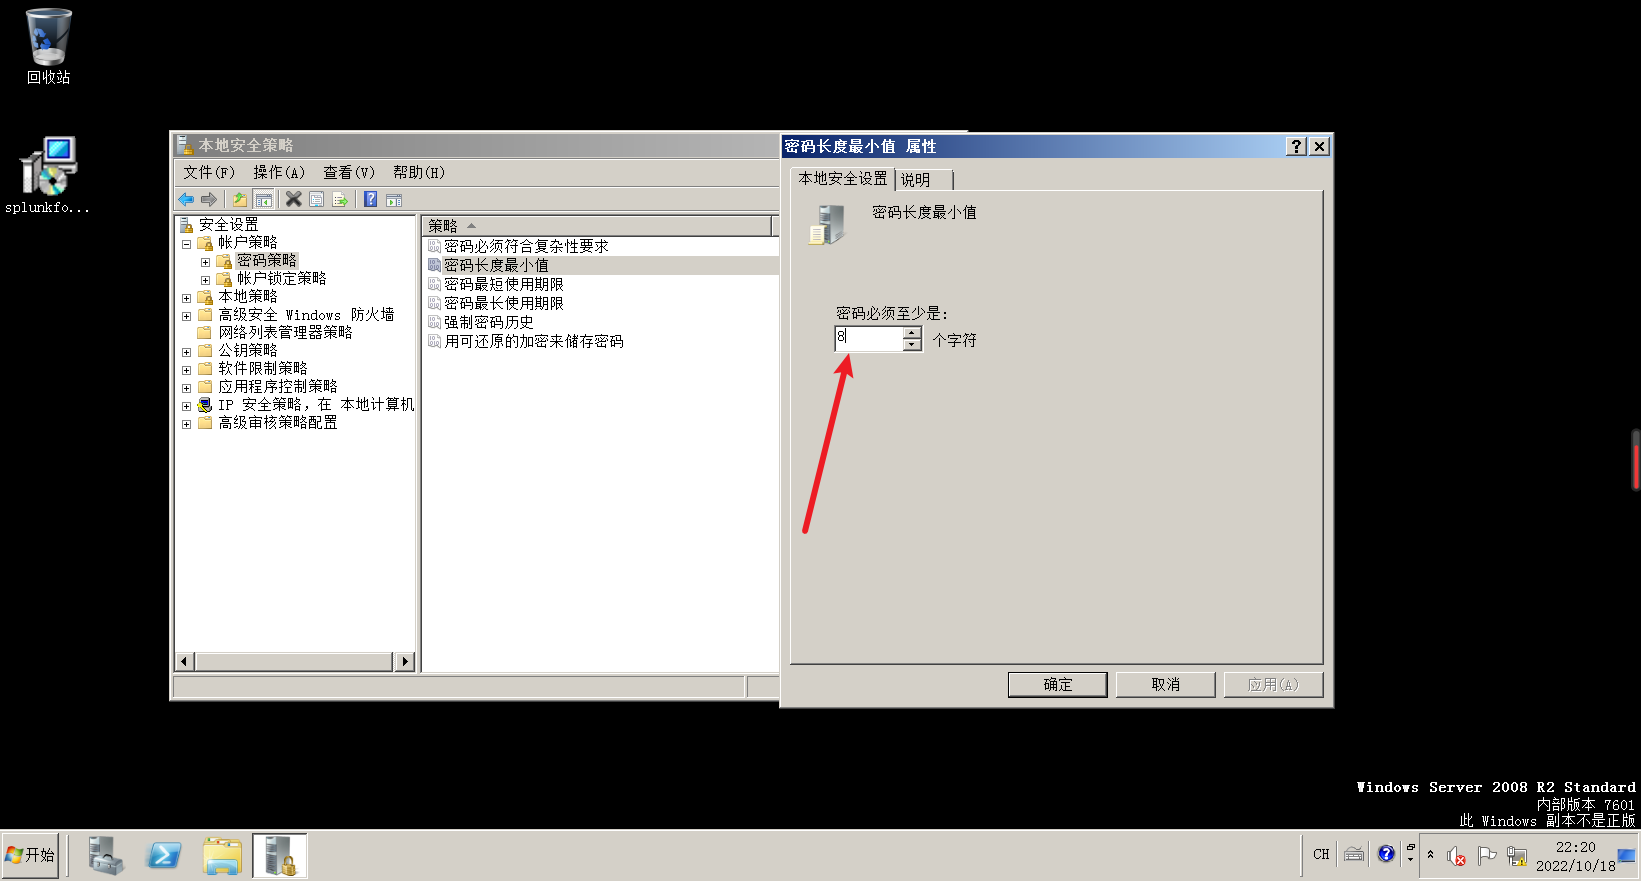 回收站
splunkfo...
本地安全策略
文件(F) 操作(A) 查看(V) 帮助(H)
安全设置
帐户策略
密码策略
帐户锁定策略
本地策略
高级安全 Windows 防火墙
网络列表管理器策略
公钥策略
软件限制策略
应用程序控制策略
IP 安全策略，在 本地计算机
高级审核策略配置
策略
密码必须符合复杂性要求
密码长度最小值
密码最短使用期限
密码最长使用期限
强制密码历史
用可还原的加密来储存密码
密码长度最小值 属性
本地安全设置 说明
密码长度最小值
密码必须至少是:
8 个字符
确定 取消 应用(A)
Windows Server 2008 R2 Standard
内部版本 7601
此 Windows 副本不是正版
开始
CH
22:20
2022/10/18